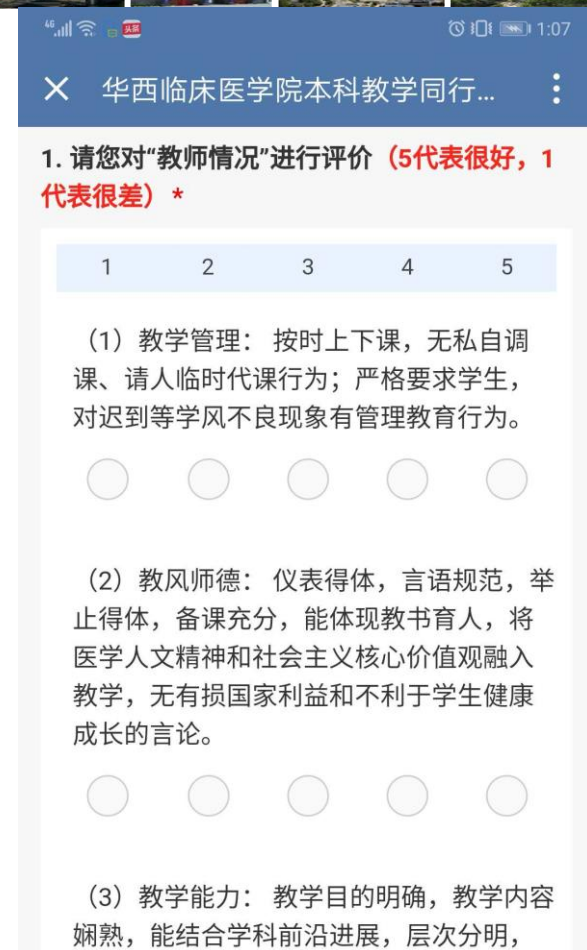 46
头条
1:07
华西临床医学院本科教学同行...
1. 请您对“教师情况”进行评价（5代表很好，1
代表很差）*
1 2 3 4 5
（1）教学管理： 按时上下课，无私自调
课、请人临时代课行为；严格要求学生，
对迟到等学风不良现象有管理教育行为。
（2）教风师德： 仪表得体，言语规范，举
止得体，备课充分，能体现教书育人，将
医学人文精神和社会主义核心价值观融入
教学，无有损国家利益和不利于学生健康
成长的言论。
（3）教学能力： 教学目的明确，教学内容
娴熟，能结合学科前沿进展，层次分明，